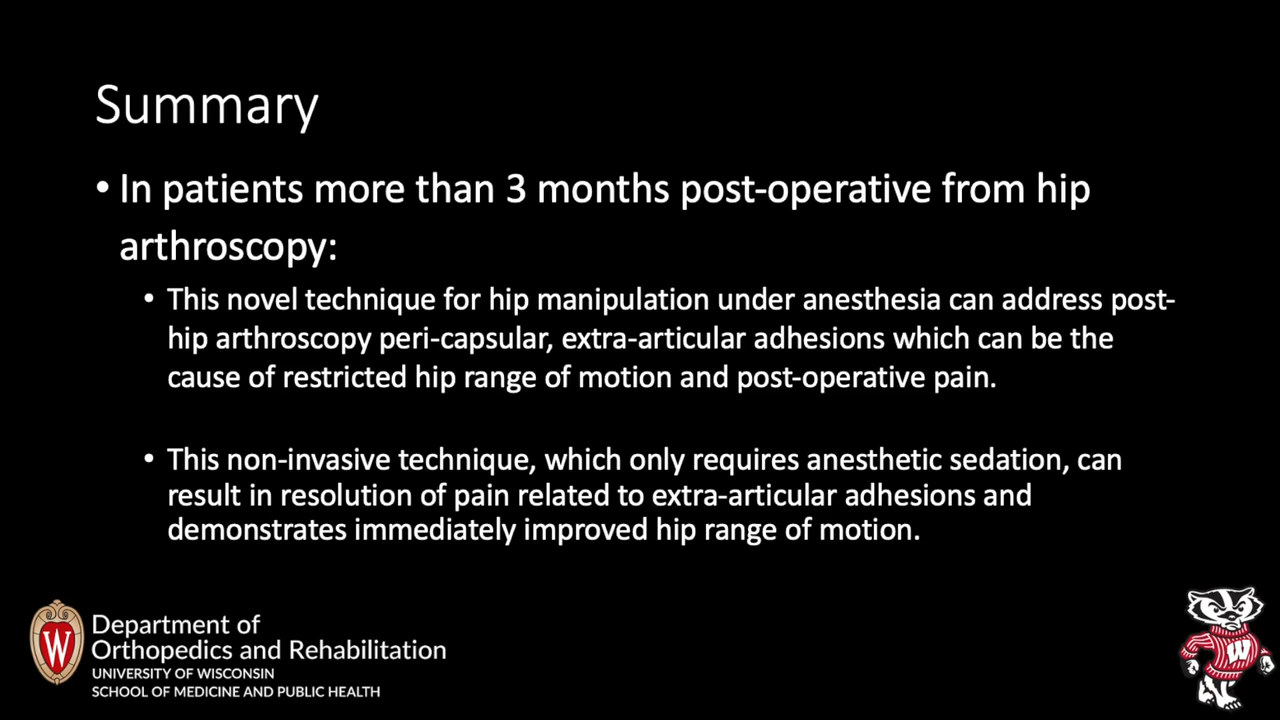 Summary
• In patients more than 3 months post-operative from hip
arthroscopy:
• This novel technique for hip manipulation under anesthesia can address post-
hip arthroscopy peri-capsular, extra-articular adhesions which can be the
cause of restricted hip range of motion and post-operative pain.
• This non-invasive technique, which only requires anesthetic sedation, can
result in resolution of pain related to extra-articular adhesions and
demonstrates immediately improved hip range of motion.
W
Department of
Orthopedics and Rehabilitation
UNIVERSITY OF WISCONSIN
SCHOOL OF MEDICINE AND PUBLIC HEALTH
W